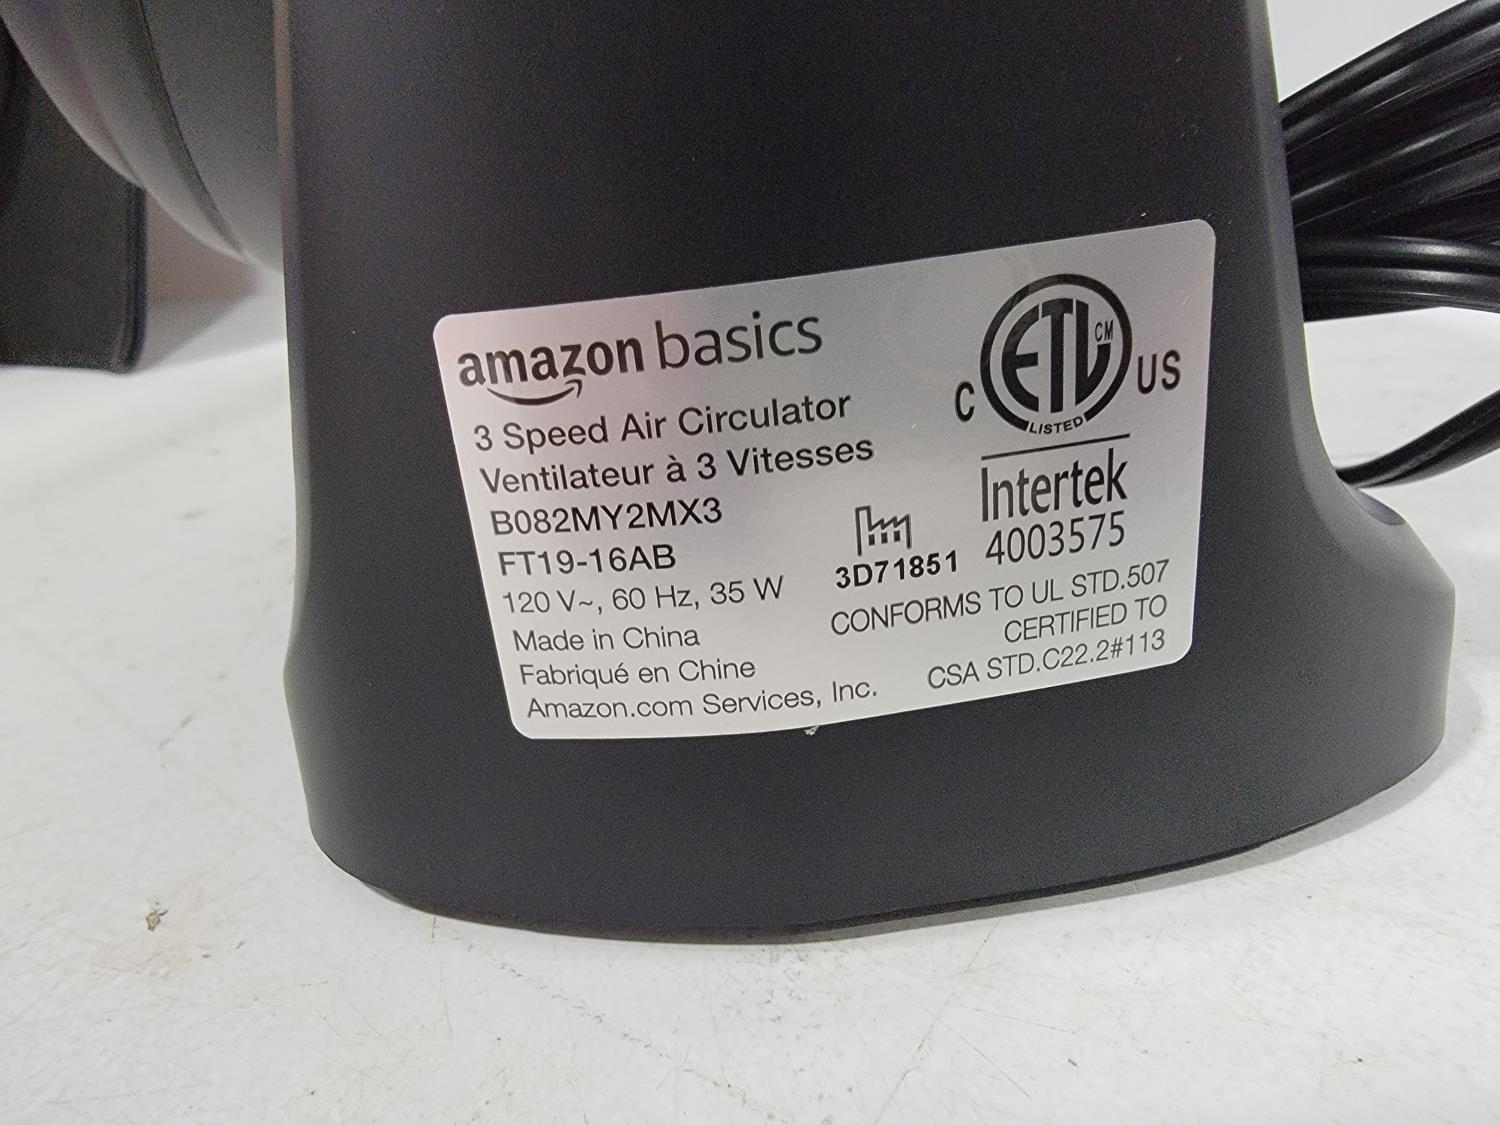 amazon basics
3 Speed Air Circulator
Ventilateur à 3 Vitesses
B082MY2MX3
FT19-16AB
120 V~, 60 Hz, 35 W
Made in China
Fabriqué en Chine
Amazon.com Services, Inc.
3D71851
C ETL CM US
LISTED
Intertek
4003575
CONFORMS TO UL STD.507
CERTIFIED TO
CSA STD.C22.2#113